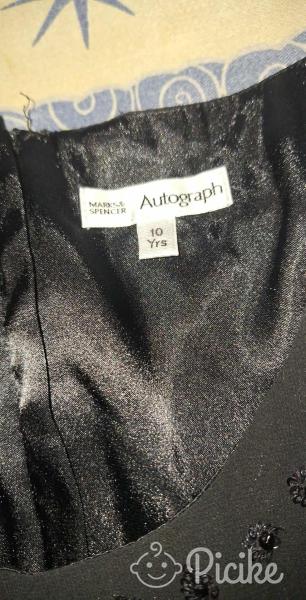 MARKS &
SPENCER
Autograph
10
Yrs
Picike